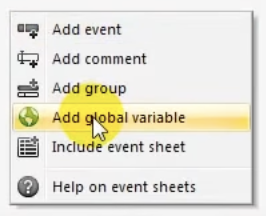 Add event
Add comment
Add group
Add global variable
Include event sheet
Help on event sheets